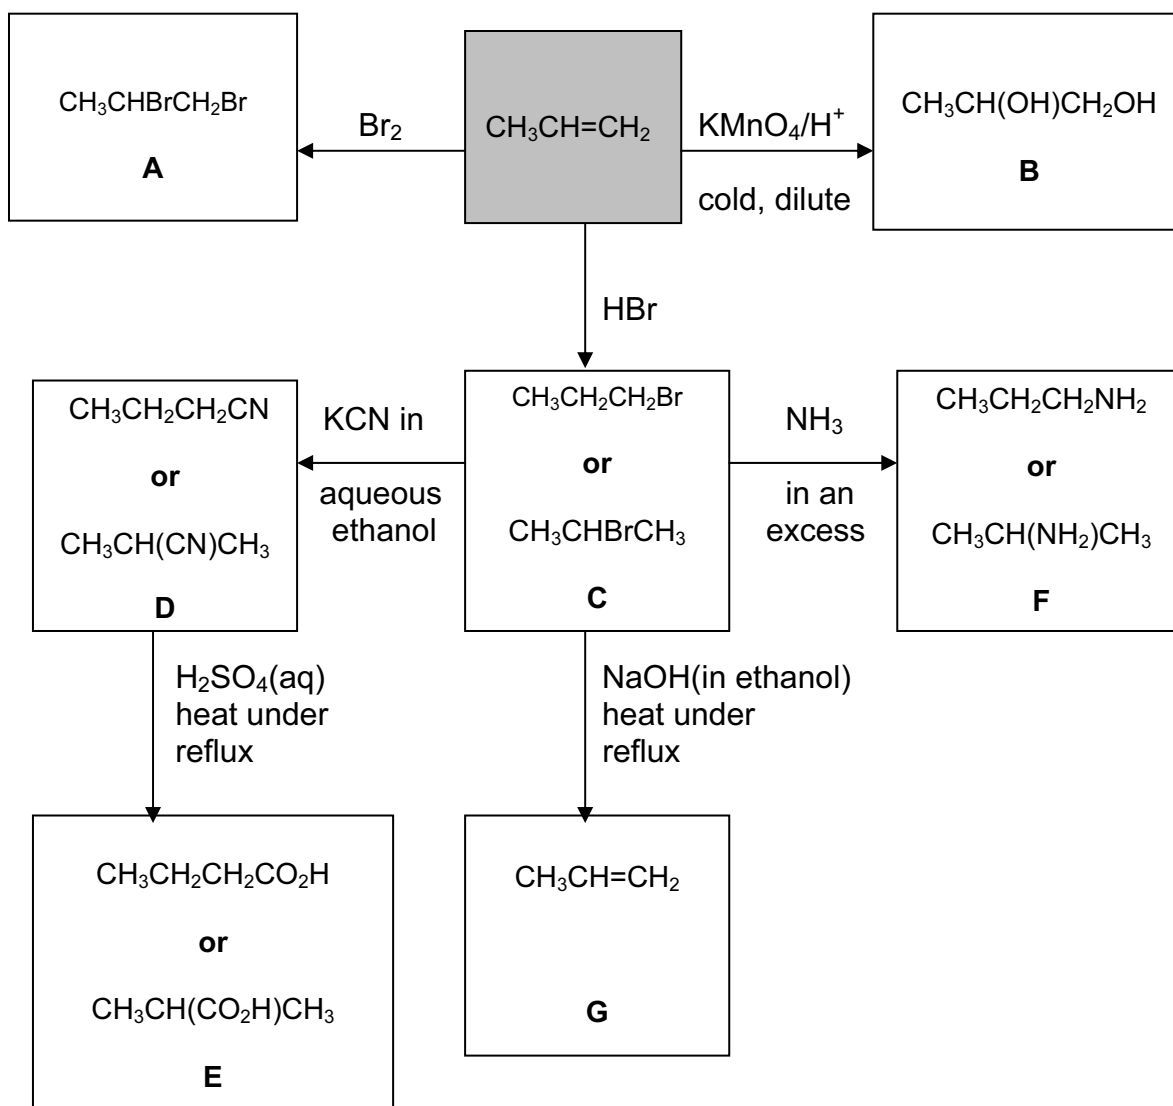 CH₃CHBrCH₂Br
A
Br₂
CH₃CH=CH₂
KMnO₄/H⁺
cold, dilute
CH₃CH(OH)CH₂OH
B
HBr
CH₃CH₂CH₂CN
or
CH₃CH(CN)CH₃
D
KCN in
aqueous
ethanol
CH₃CH₂CH₂Br
or
CH₃CHBrCH₃
C
NH₃
in an
excess
CH₃CH₂CH₂NH₂
or
CH₃CH(NH₂)CH₃
F
H₂SO₄(aq)
heat under
reflux
NaOH(in ethanol)
heat under
reflux
CH₃CH₂CH₂CO₂H
or
CH₃CH(CO₂H)CH₃
E
CH₃CH=CH₂
G